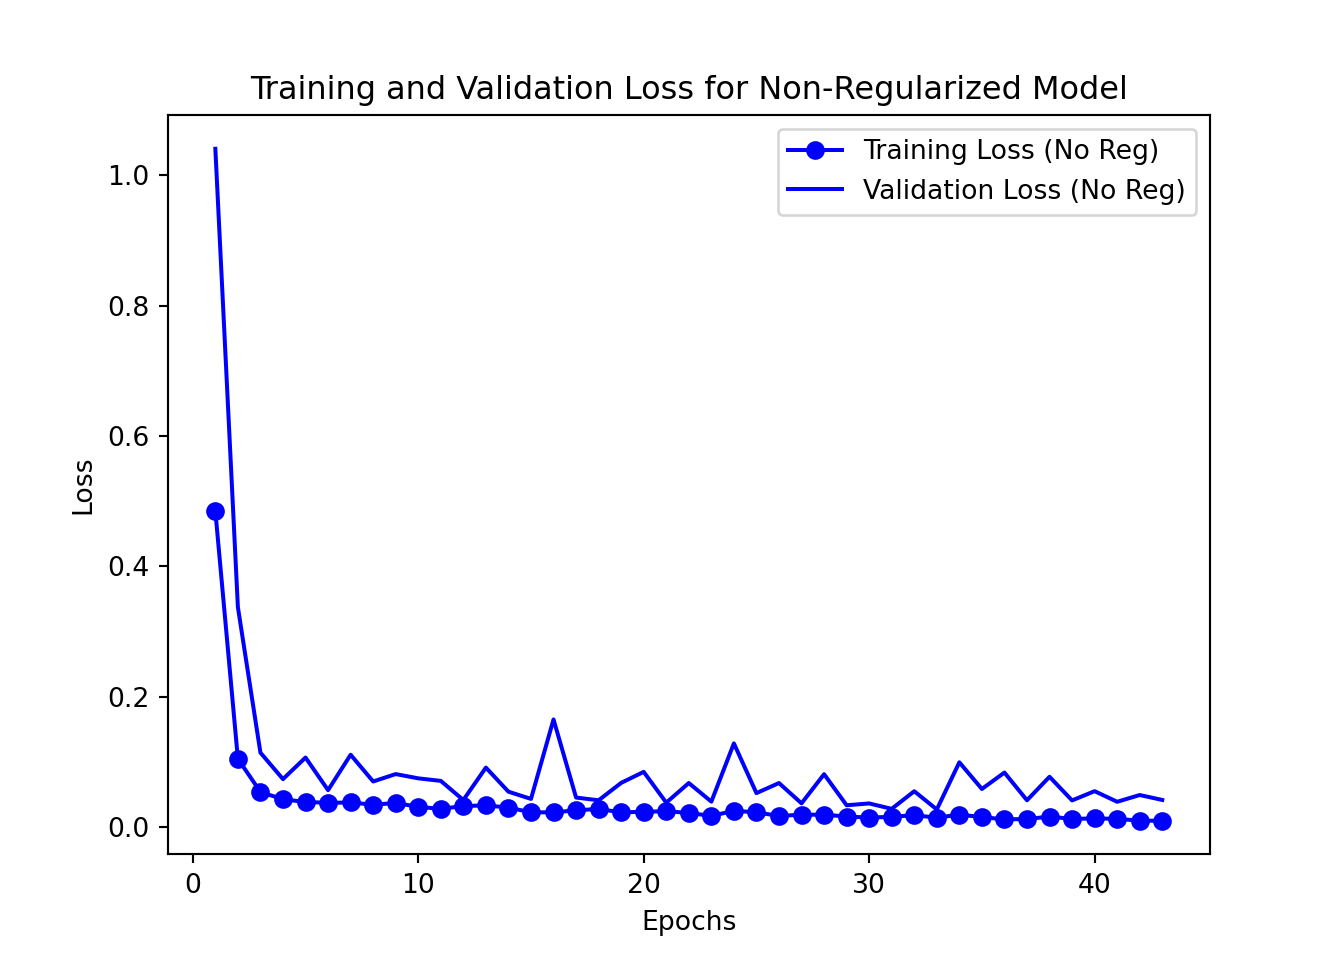 Training and Validation Loss for Non-Regularized Model
Training Loss (No Reg)
Validation Loss (No Reg)
1.0
0.8
0.6
0.4
0.2
0.0
Loss
0
10
20
30
40
Epochs